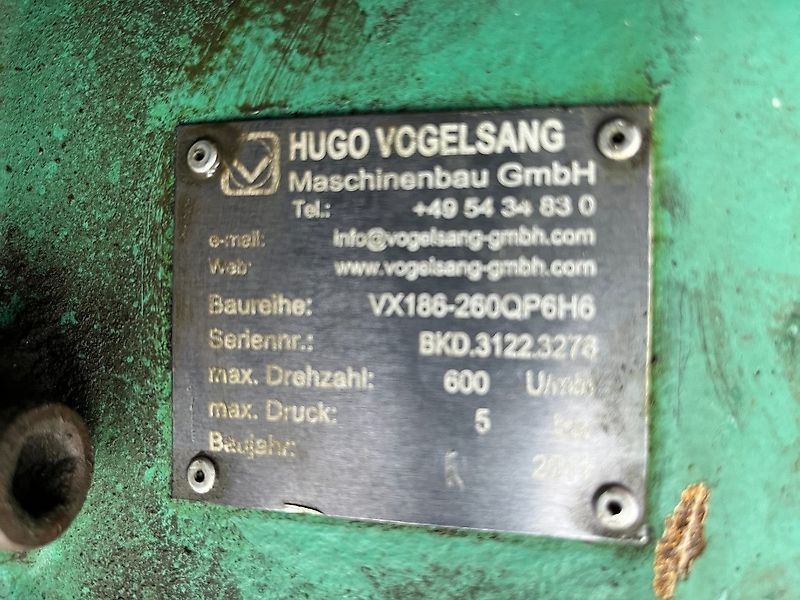 HUGO VOGELSANG
Maschinenbau GmbH
Tel.: +49 54 34 83 0
e-mail: info@vogelsang-gmbh.com
Web: www.vogelsang-gmbh.com
Baureihe: VX186-260QP6H6
Seriennr.: BKD.3122.3278
max. Drehzahl: 600 U/min
max. Druck: 5 bar
Baujahr: